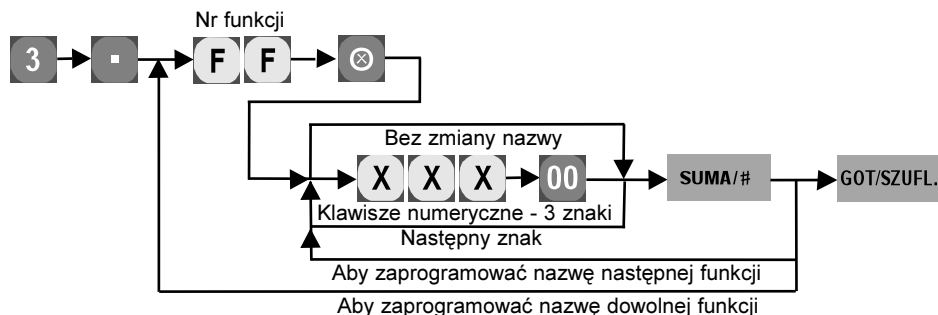 Nr funkcji
3 . F F ⊗
Bez zmiany nazwy
X X X 00 SUMA/# GOT/SZUFL.
Klawisze numeryczne - 3 znaki
Następny znak
Aby zaprogramować nazwę następnej funkcji
Aby zaprogramować nazwę dowolnej funkcji